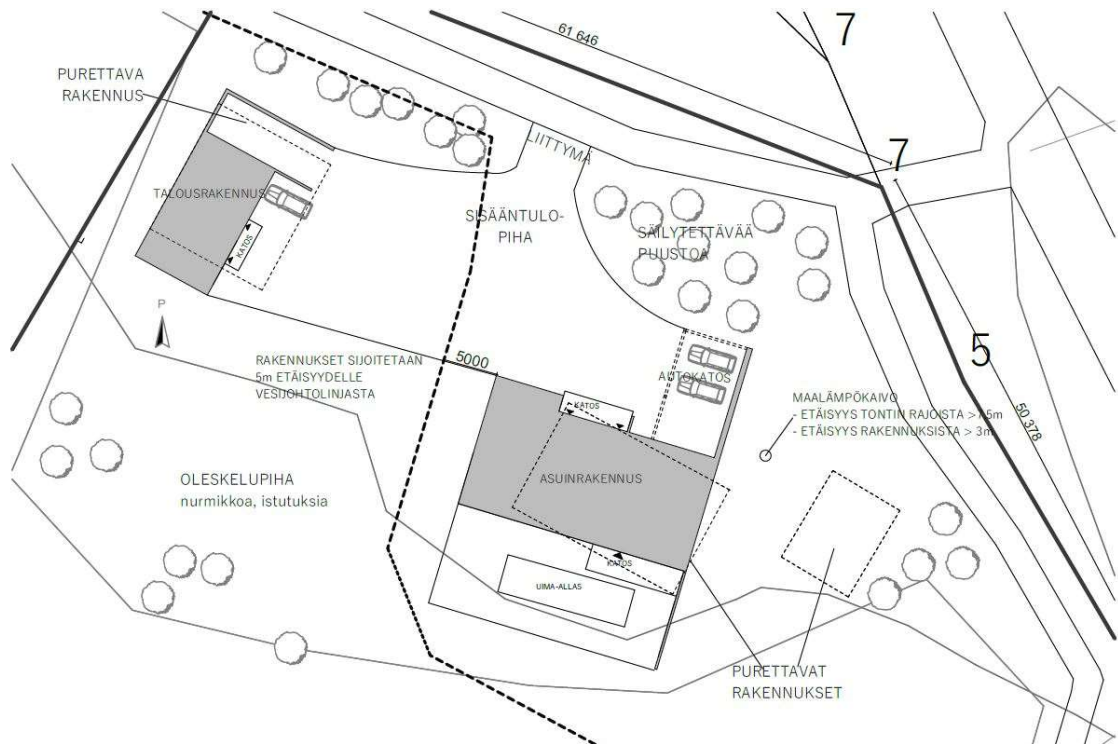 7
61 646
PURETTAVA
RAKENNUS
LIITTYMÄ
7
TALOUSRAKENNUS
SISÄÄNTULO-
PIHA
SÄILYTETTÄVÄÄ
PUUSTOA
KATOS
P
5
RAKENNUKSET SIJOITETAAN
5m ETÄISYYDELLE
VESIJOHTOLINJASTA
5000
AUTOKATOS
MAALÄMPÖKAIVO
- ETÄISYYS TONTIN RAJOISTA >7.5m
- ETÄISYYS RAKENNUKSISTA > 3m
50 378
KATOS
OLESKELUPIHA
nurmikkoa, istutuksia
ASUINRAKENNUS
KATOS
UIMA-ALLAS
PURETTAVAT
RAKENNUKSET